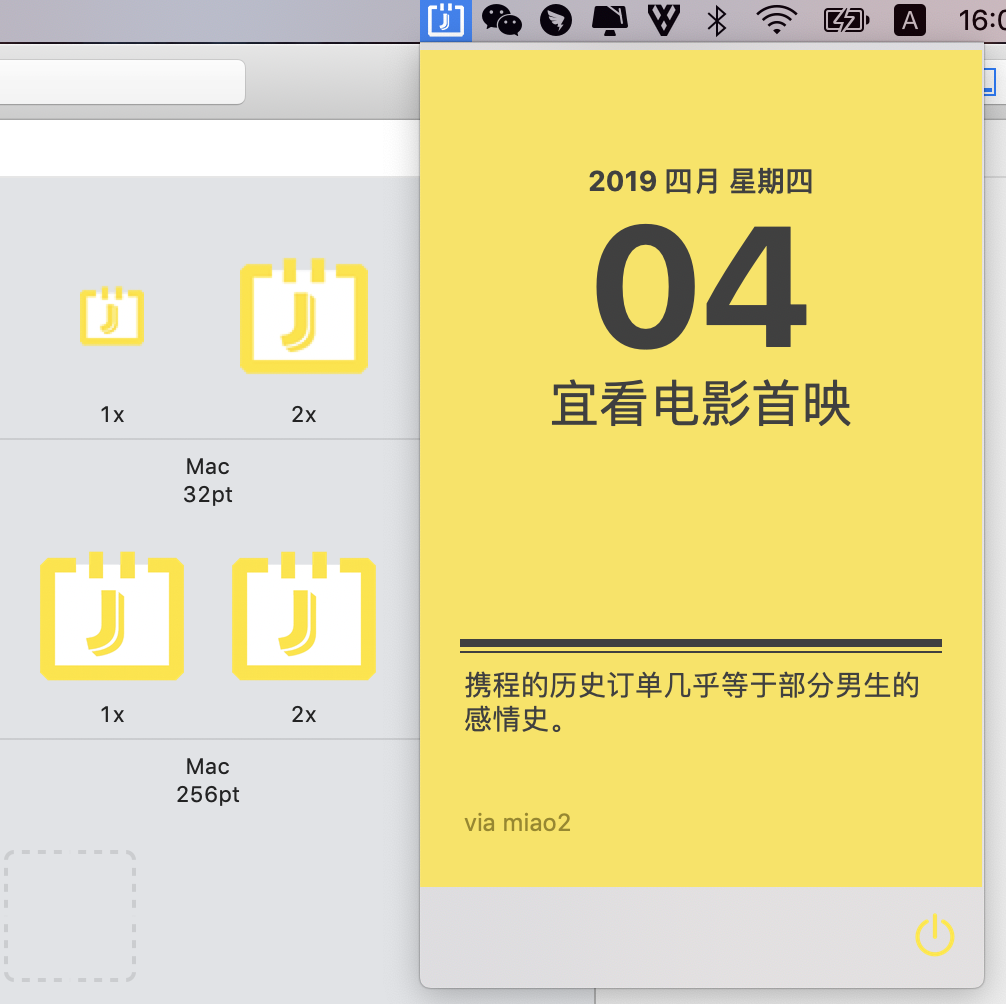 A
16:0
2019 四月 星期四
04
宜看电影首映
1x
2x
Mac
32pt
1x
2x
Mac
256pt
携程的历史订单几乎等于部分男生的
感情史。
via miao2